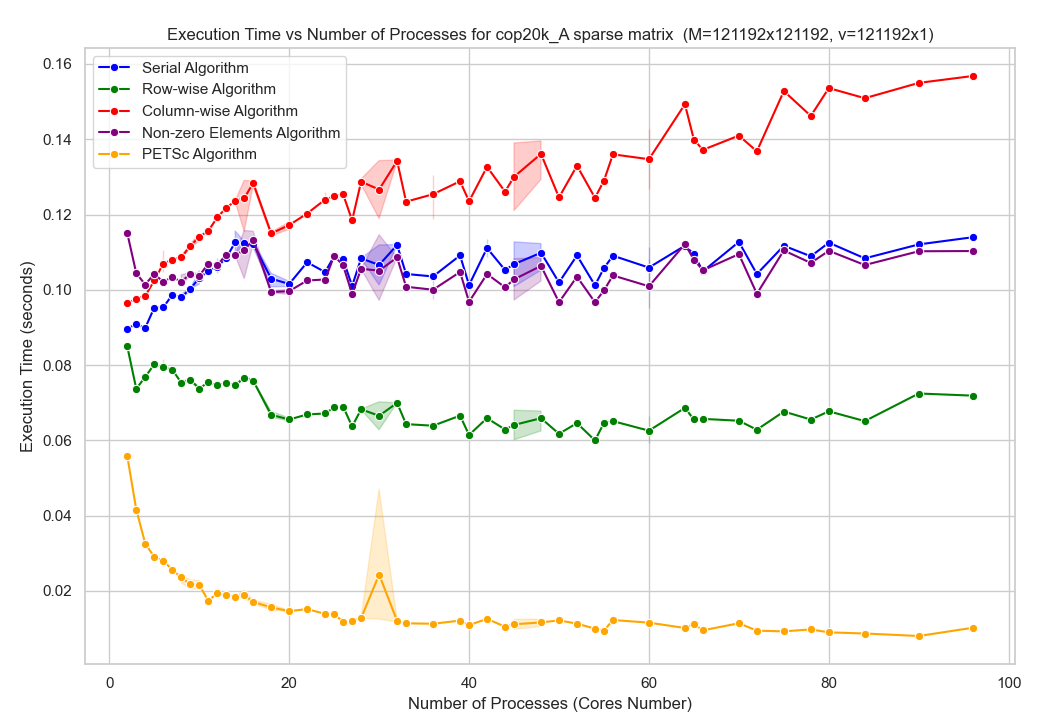 Execution Time vs Number of Processes for cop20k_A sparse matrix  (M=121192x121192, v=121192x1)
Serial Algorithm
Row-wise Algorithm
Column-wise Algorithm
Non-zero Elements Algorithm
PETSc Algorithm
Execution Time (seconds)
0.16
0.14
0.12
0.10
0.08
0.06
0.04
0.02
0 20 40 60 80 100
Number of Processes (Cores Number)